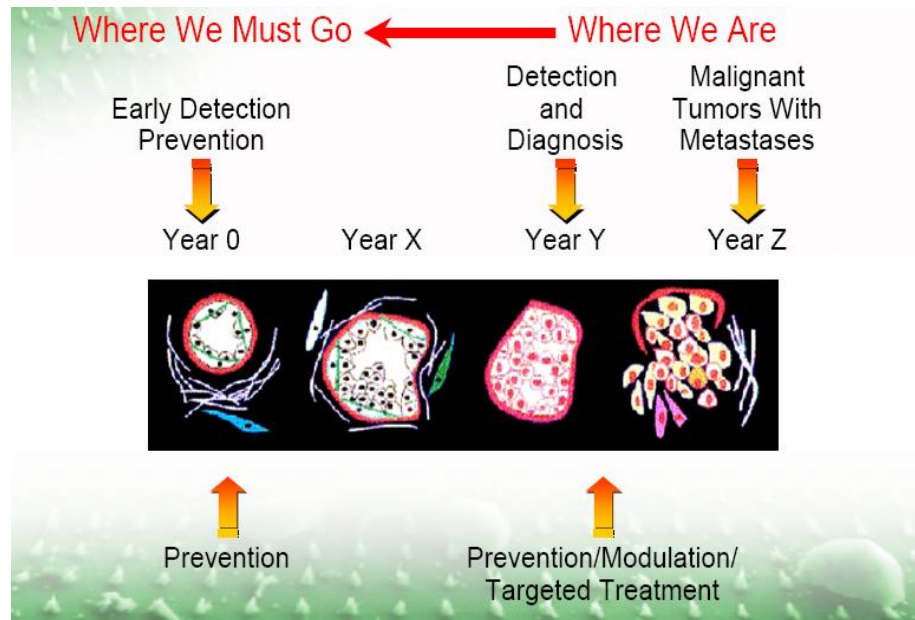 Where We Must Go
Where We Are
Early Detection
Prevention
Detection
and
Diagnosis
Malignant
Tumors With
Metastases
Year 0
Year X
Year Y
Year Z
Prevention
Prevention/Modulation/
Targeted Treatment